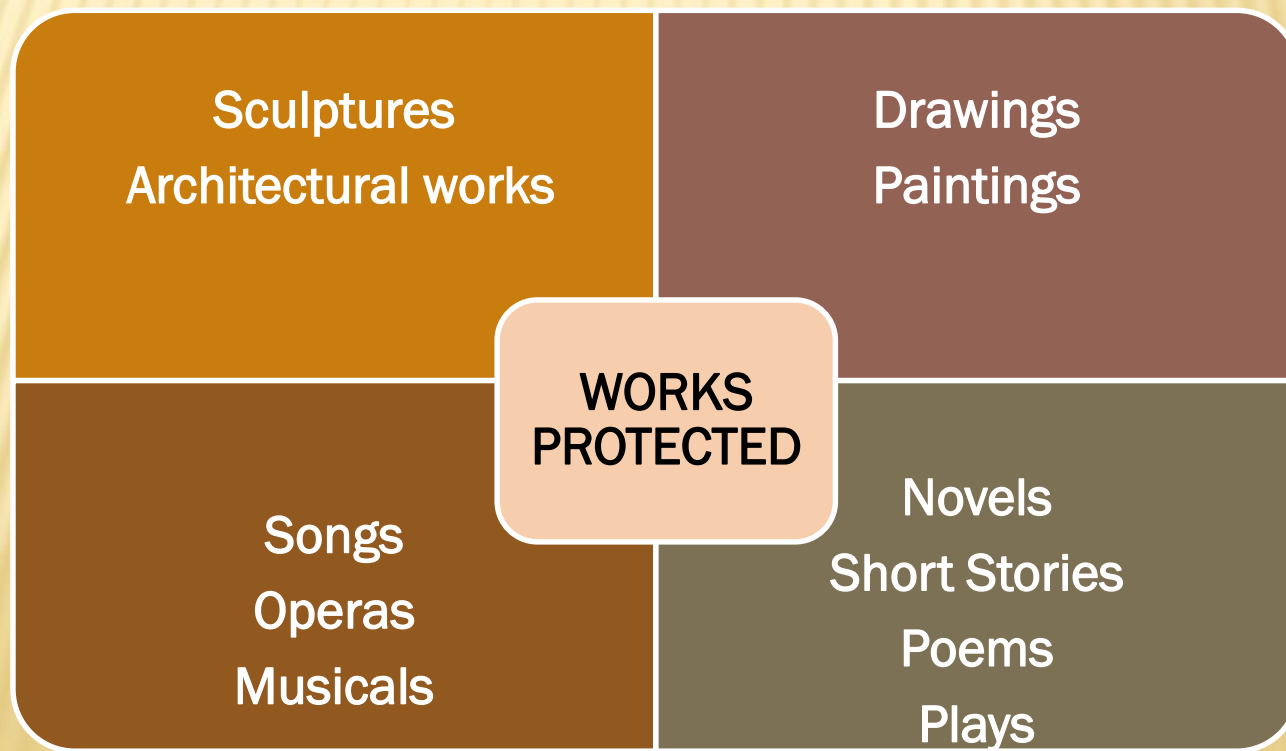 Sculptures
Architectural works
Drawings
Paintings
WORKS
PROTECTED
Songs
Operas
Musicals
Novels
Short Stories
Poems
Plays